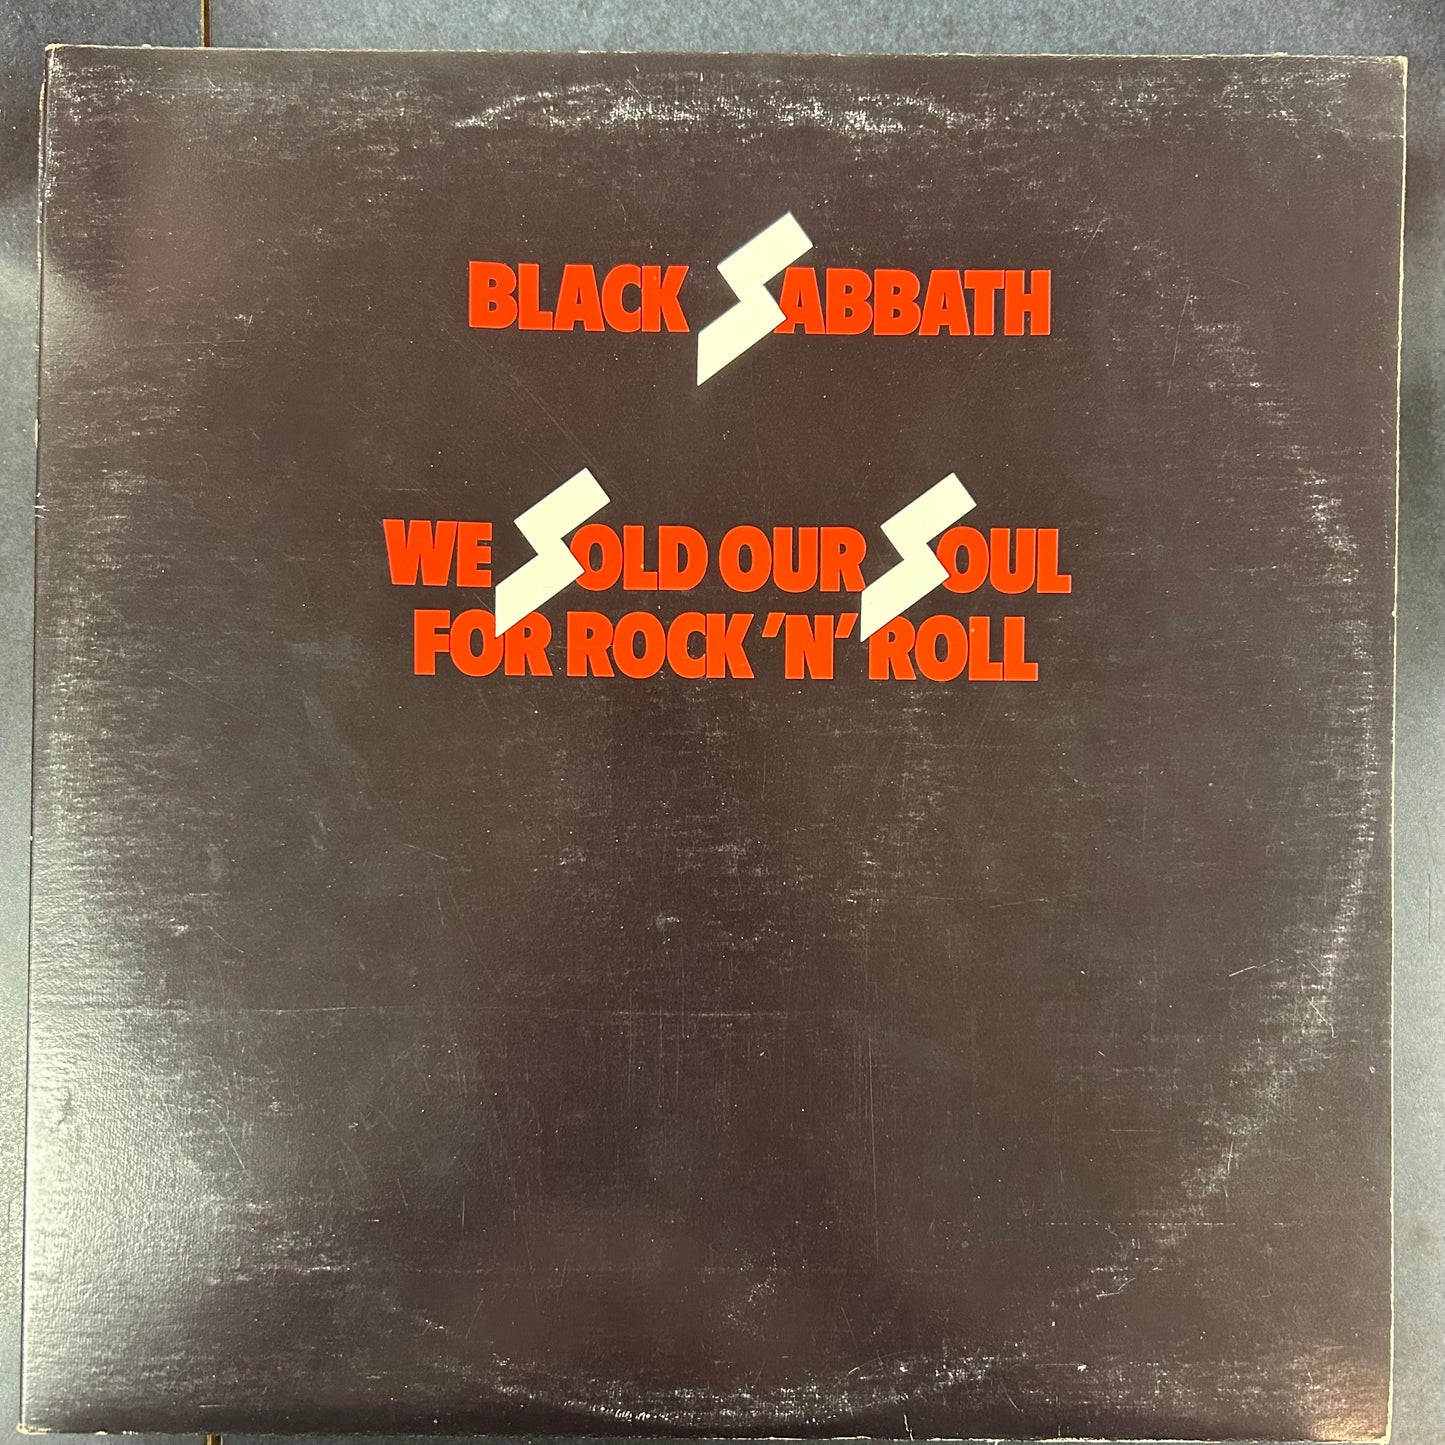 BLACK SABBATH
WE SOLD OUR SOUL
FOR ROCK 'N' ROLL